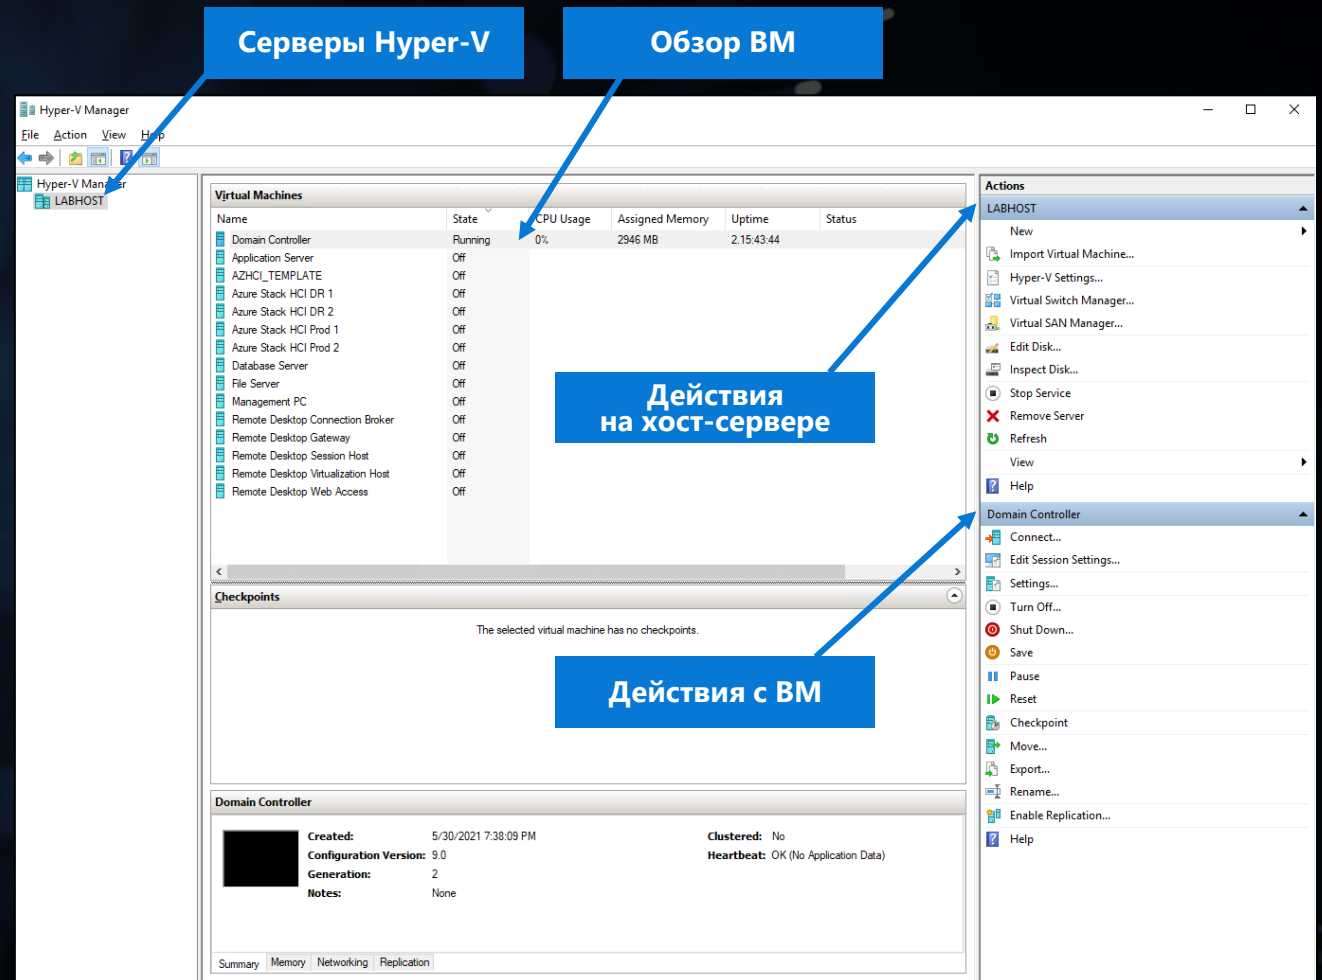 Серверы Hyper-V
Обзор ВМ
Hyper-V Manager
File Action View Help
Hyper-V Manager
LABHOST
Virtual Machines
Name State CPU Usage Assigned Memory Uptime Status
Domain Controller Running 0% 2946 MB 2.15:43:44
Application Server Off
AZHCI_TEMPLATE Off
Azure Stack HCI DR 1 Off
Azure Stack HCI DR 2 Off
Azure Stack HCI Prod 1 Off
Azure Stack HCI Prod 2 Off
Database Server Off
File Server Off
Management PC Off
Remote Desktop Connection Broker Off
Remote Desktop Gateway Off
Remote Desktop Session Host Off
Remote Desktop Virtualization Host Off
Remote Desktop Web Access Off
Действия
на хост-сервере
Checkpoints
The selected virtual machine has no checkpoints.
Действия с ВМ
Domain Controller
Created: 5/30/2021 7:38:09 PM Clustered: No
Configuration Version: 9.0 Heartbeat: OK (No Application Data)
Generation: 2
Notes: None
Summary Memory Networking Replication
Actions
LABHOST
New
Import Virtual Machine...
Hyper-V Settings...
Virtual Switch Manager...
Virtual SAN Manager...
Edit Disk...
Inspect Disk...
Stop Service
Remove Server
Refresh
View
Help
Domain Controller
Connect...
Edit Session Settings...
Settings...
Turn Off...
Shut Down...
Save
Pause
Reset
Checkpoint
Move...
Export...
Rename...
Enable Replication...
Help